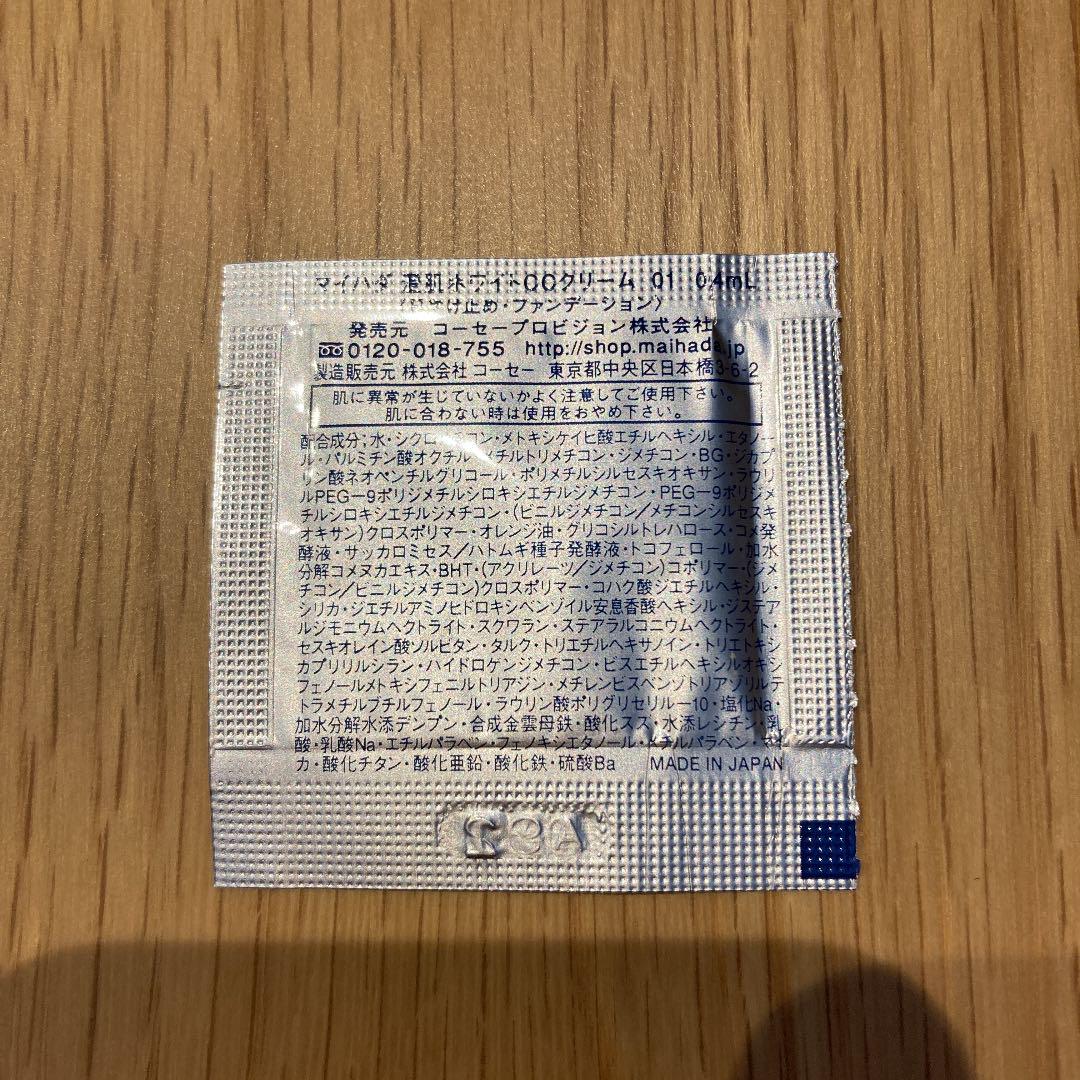 マイハダ 澄肌ホワイトCCクリーム 01 0.4mL
け止め・ファンデーション〉
発売元 コーセープロビジョン株式会社
0120-018-755 http://shop.maihada.jp
製造販売元 株式会社 コーセー 東京都中央区日本橋3-6-2
肌に異常が生じていないかよく注意してご使用下さい。
肌に合わない時は使用をおやめ下さい。
配合成分;水・シクロ コン・メトキシケイヒ酸エチルヘキシル・エタノー
ル・パルミチン酸オクチル・メチルトリメチコン・ジメチコン・BG・ジカプ
リン酸ネオペンチルグリコール・ポリメチルシルセスキオキサン・ラウリ
ルPEGー9ポリジメチルシロキシエチルジメチコン・PEGー9ポリジメ
チルシロキシエチルジメチコン・(ビニルジメチコン/メチコンシルセスキ
オキサン)クロスポリマー・オレンジ油・グリコシルトレハロース・コメ発
酵液・サッカロミセス/ハトムギ種子発酵液・トコフェロール・加水
分解コメヌカエキス・BHT・(アクリレーツ/ジメチコン)コポリマー・(ジメ
チコン/ビニルジメチコン)クロスポリマー・コハク酸ジエチルヘキシル・
シリカ・ジエチルアミノヒドロキシベンゾイル安息香酸ヘキシル・ジステア
ルジモニウムヘクトライト・スクワラン・ステアラルコニウムヘクトライト・
セスキオレイン酸ソルビタン・タルク・トリエチルヘキサノイン・トリエトキシ
カプリリルシラン・ハイドロゲンジメチコン・ビスエチルヘキシルオキシ
フェノールメトキシフェニルトリアジン・メチレンビスベンゾトリアゾリルテ
トラメチルブチルフェノール・ラウリン酸ポリグリセリルー10・塩化Na・
加水分解水添デンプン・合成金雲母鉄・酸化スズ・水添レシチン・乳
酸・乳酸Na・エチルパラベン・フェノキシエタノール・メチルパラベン・マイ
カ・酸化チタン・酸化亜鉛・酸化鉄・硫酸Ba MADE IN JAPAN